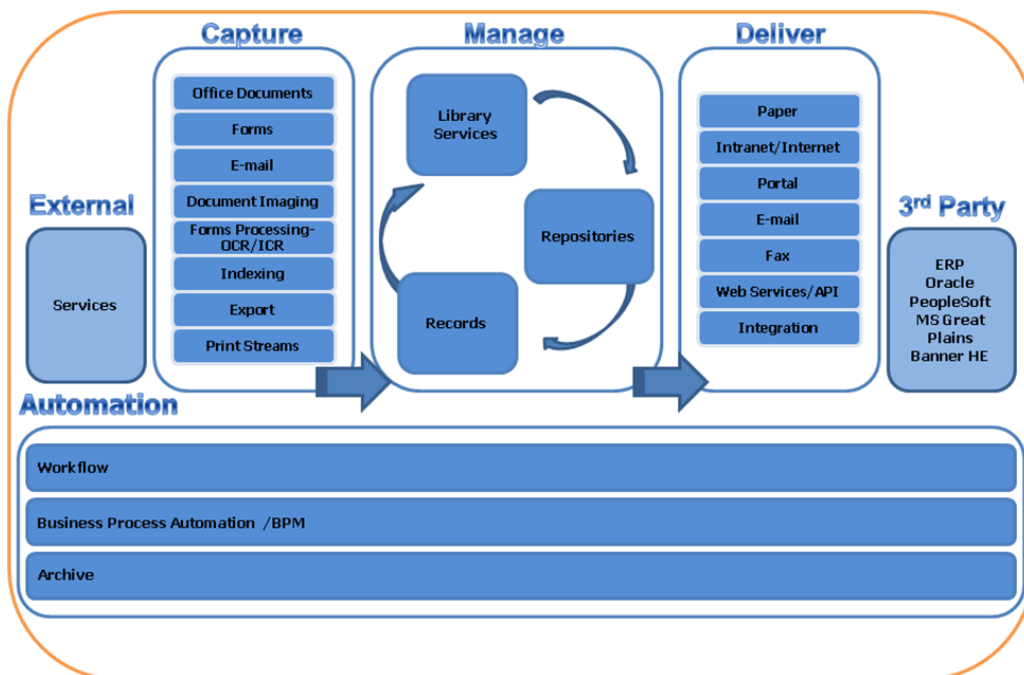 Capture
Office Documents
Forms
E-mail
Document Imaging
Forms Processing-
OCR/ICR
Indexing
Export
Print Streams
Manage
Library
Services
Repositories
Records
Deliver
Paper
Intranet/Internet
Portal
E-mail
Fax
Web Services/API
Integration
External
Services
3rd Party
ERP
Oracle
PeopleSoft
MS Great
Plains
Banner HE
Automation
Workflow
Business Process Automation /BPM
Archive